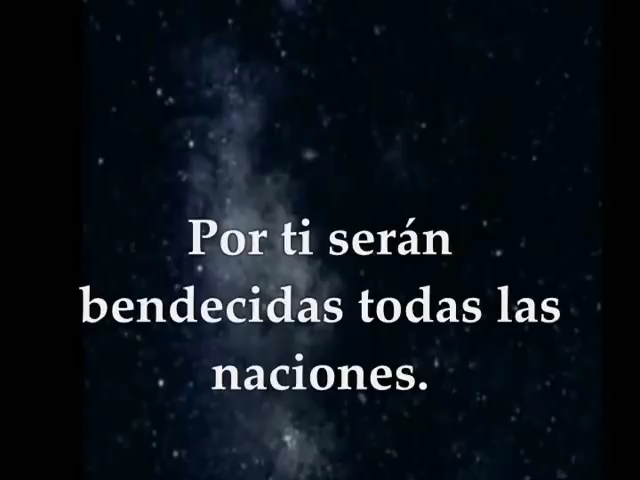 Por ti serán
bendecidas todas las
naciones.